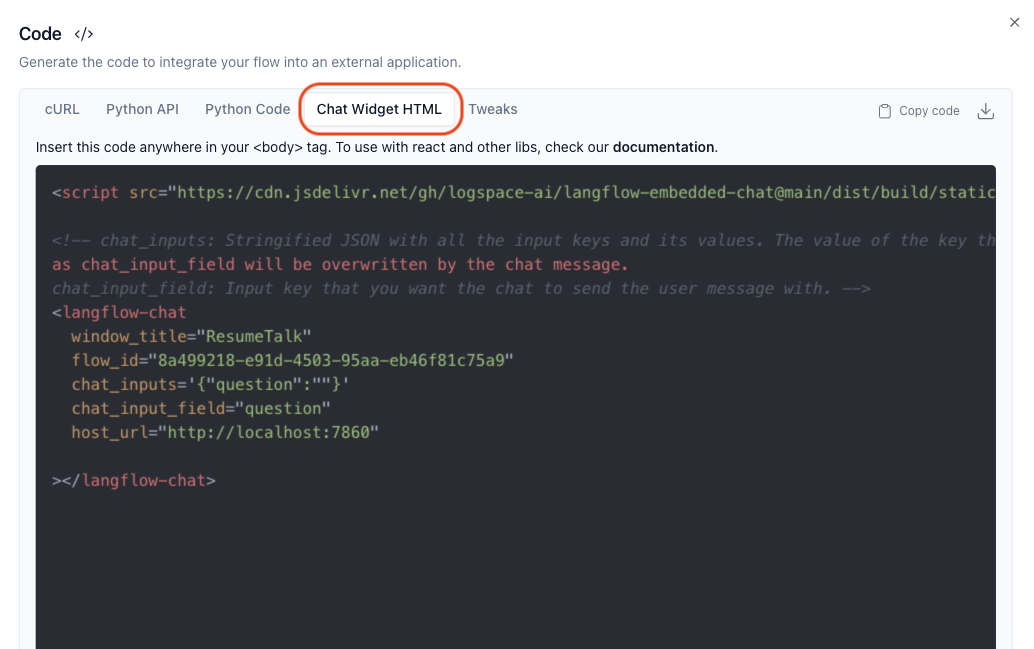 Code </>
Generate the code to integrate your flow into an external application.
cURL Python API Python Code Chat Widget HTML Tweaks Copy code
Insert this code anywhere in your <body> tag. To use with react and other libs, check our documentation.
<script src="https://cdn.jsdelivr.net/gh/logspace-ai/langflow-embedded-chat@main/dist/build/static
<!-- chat_inputs: Stringified JSON with all the input keys and its values. The value of the key th
as chat_input_field will be overwritten by the chat message.
chat_input_field: Input key that you want the chat to send the user message with. -->
<langflow-chat
window_title="ResumeTalk"
flow_id="8a499218-e91d-4503-95aa-eb46f81c75a9"
chat_inputs='{"question":""}'
chat_input_field="question"
host_url="http://localhost:7860"
></langflow-chat>